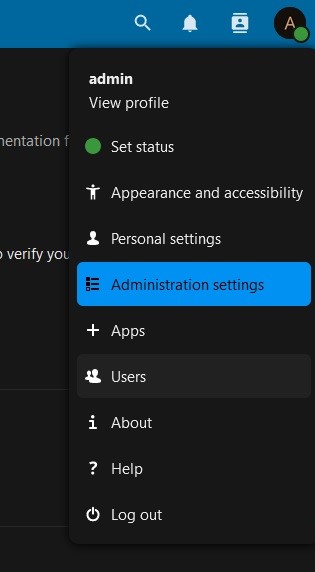 A
admin
View profile
mentation f
Set status
Appearance and accessibility
Personal settings
o verify you
Administration settings
Apps
Users
About
Help
Log out